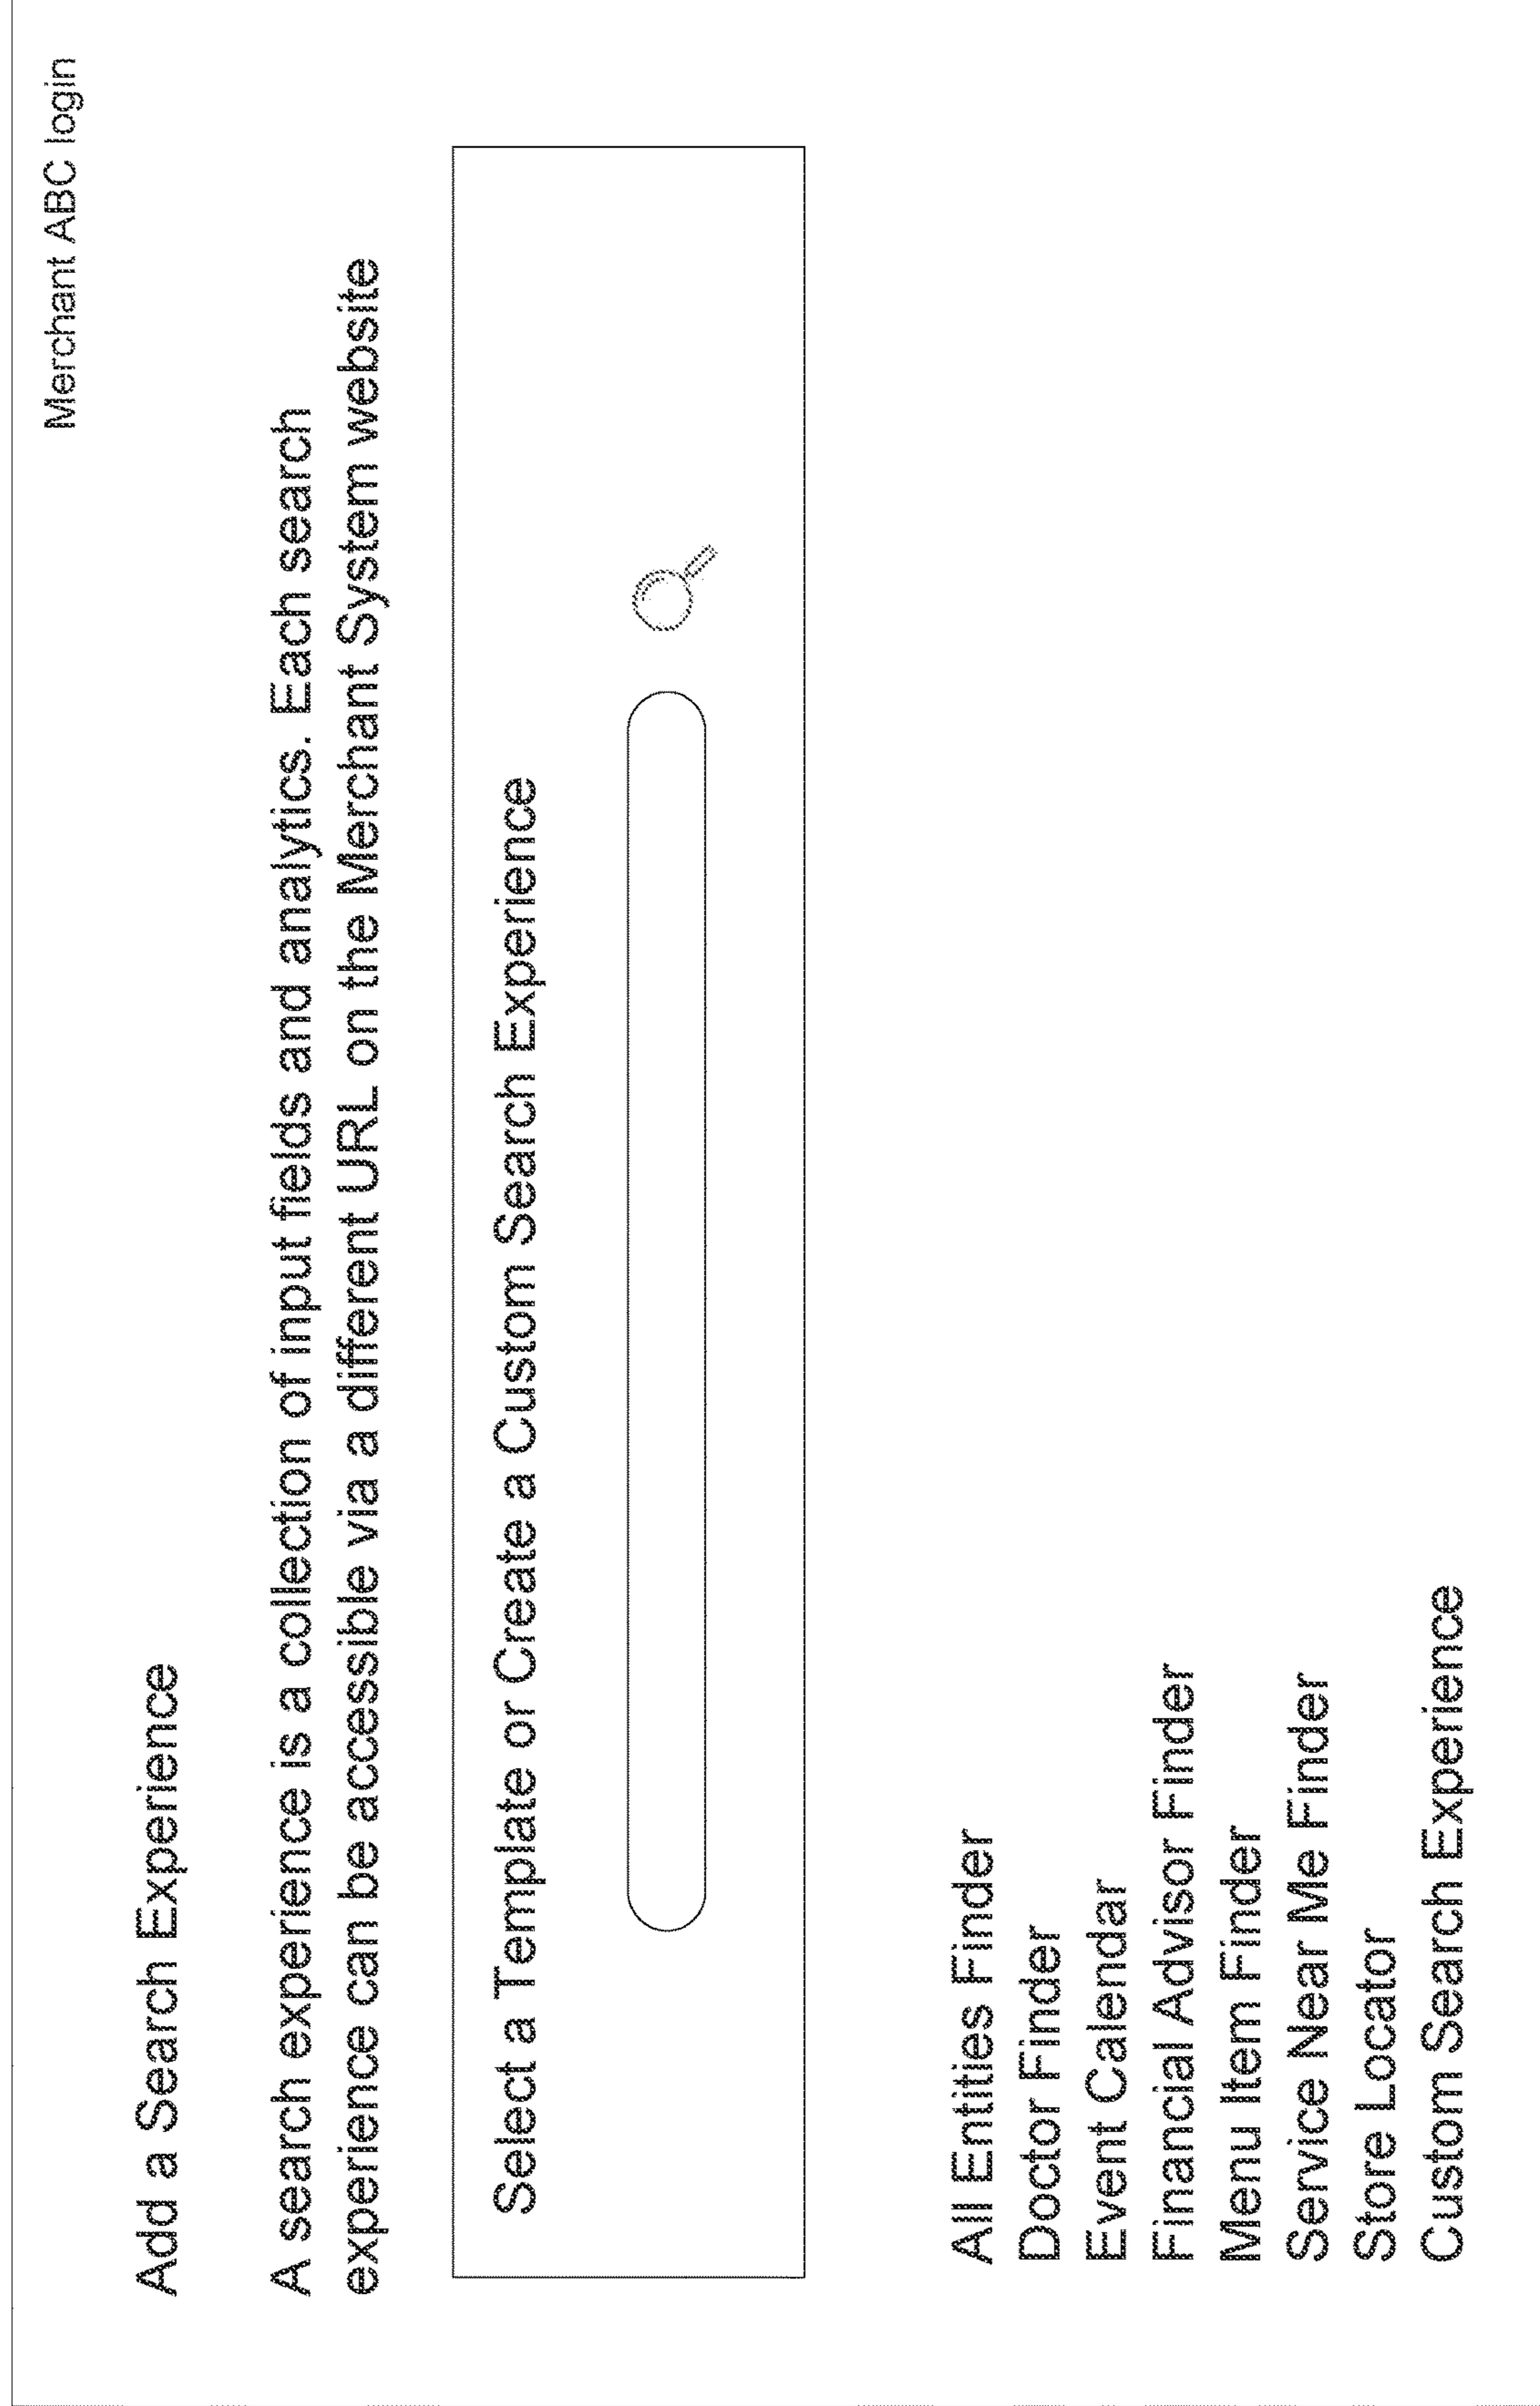 Merchant ABC login
Add a Search Experience
A search experience is a collection of input fields and analytics. Each search
experience can be accessible via a different URL on the Merchant System website
Select a Template or Create a Custom Search Experience
All Entities Finder
Doctor Finder
Event Calendar
Financial Advisor Finder
Menu Item Finder
Service Near Me Finder
Store Locator
Custom Search Experience